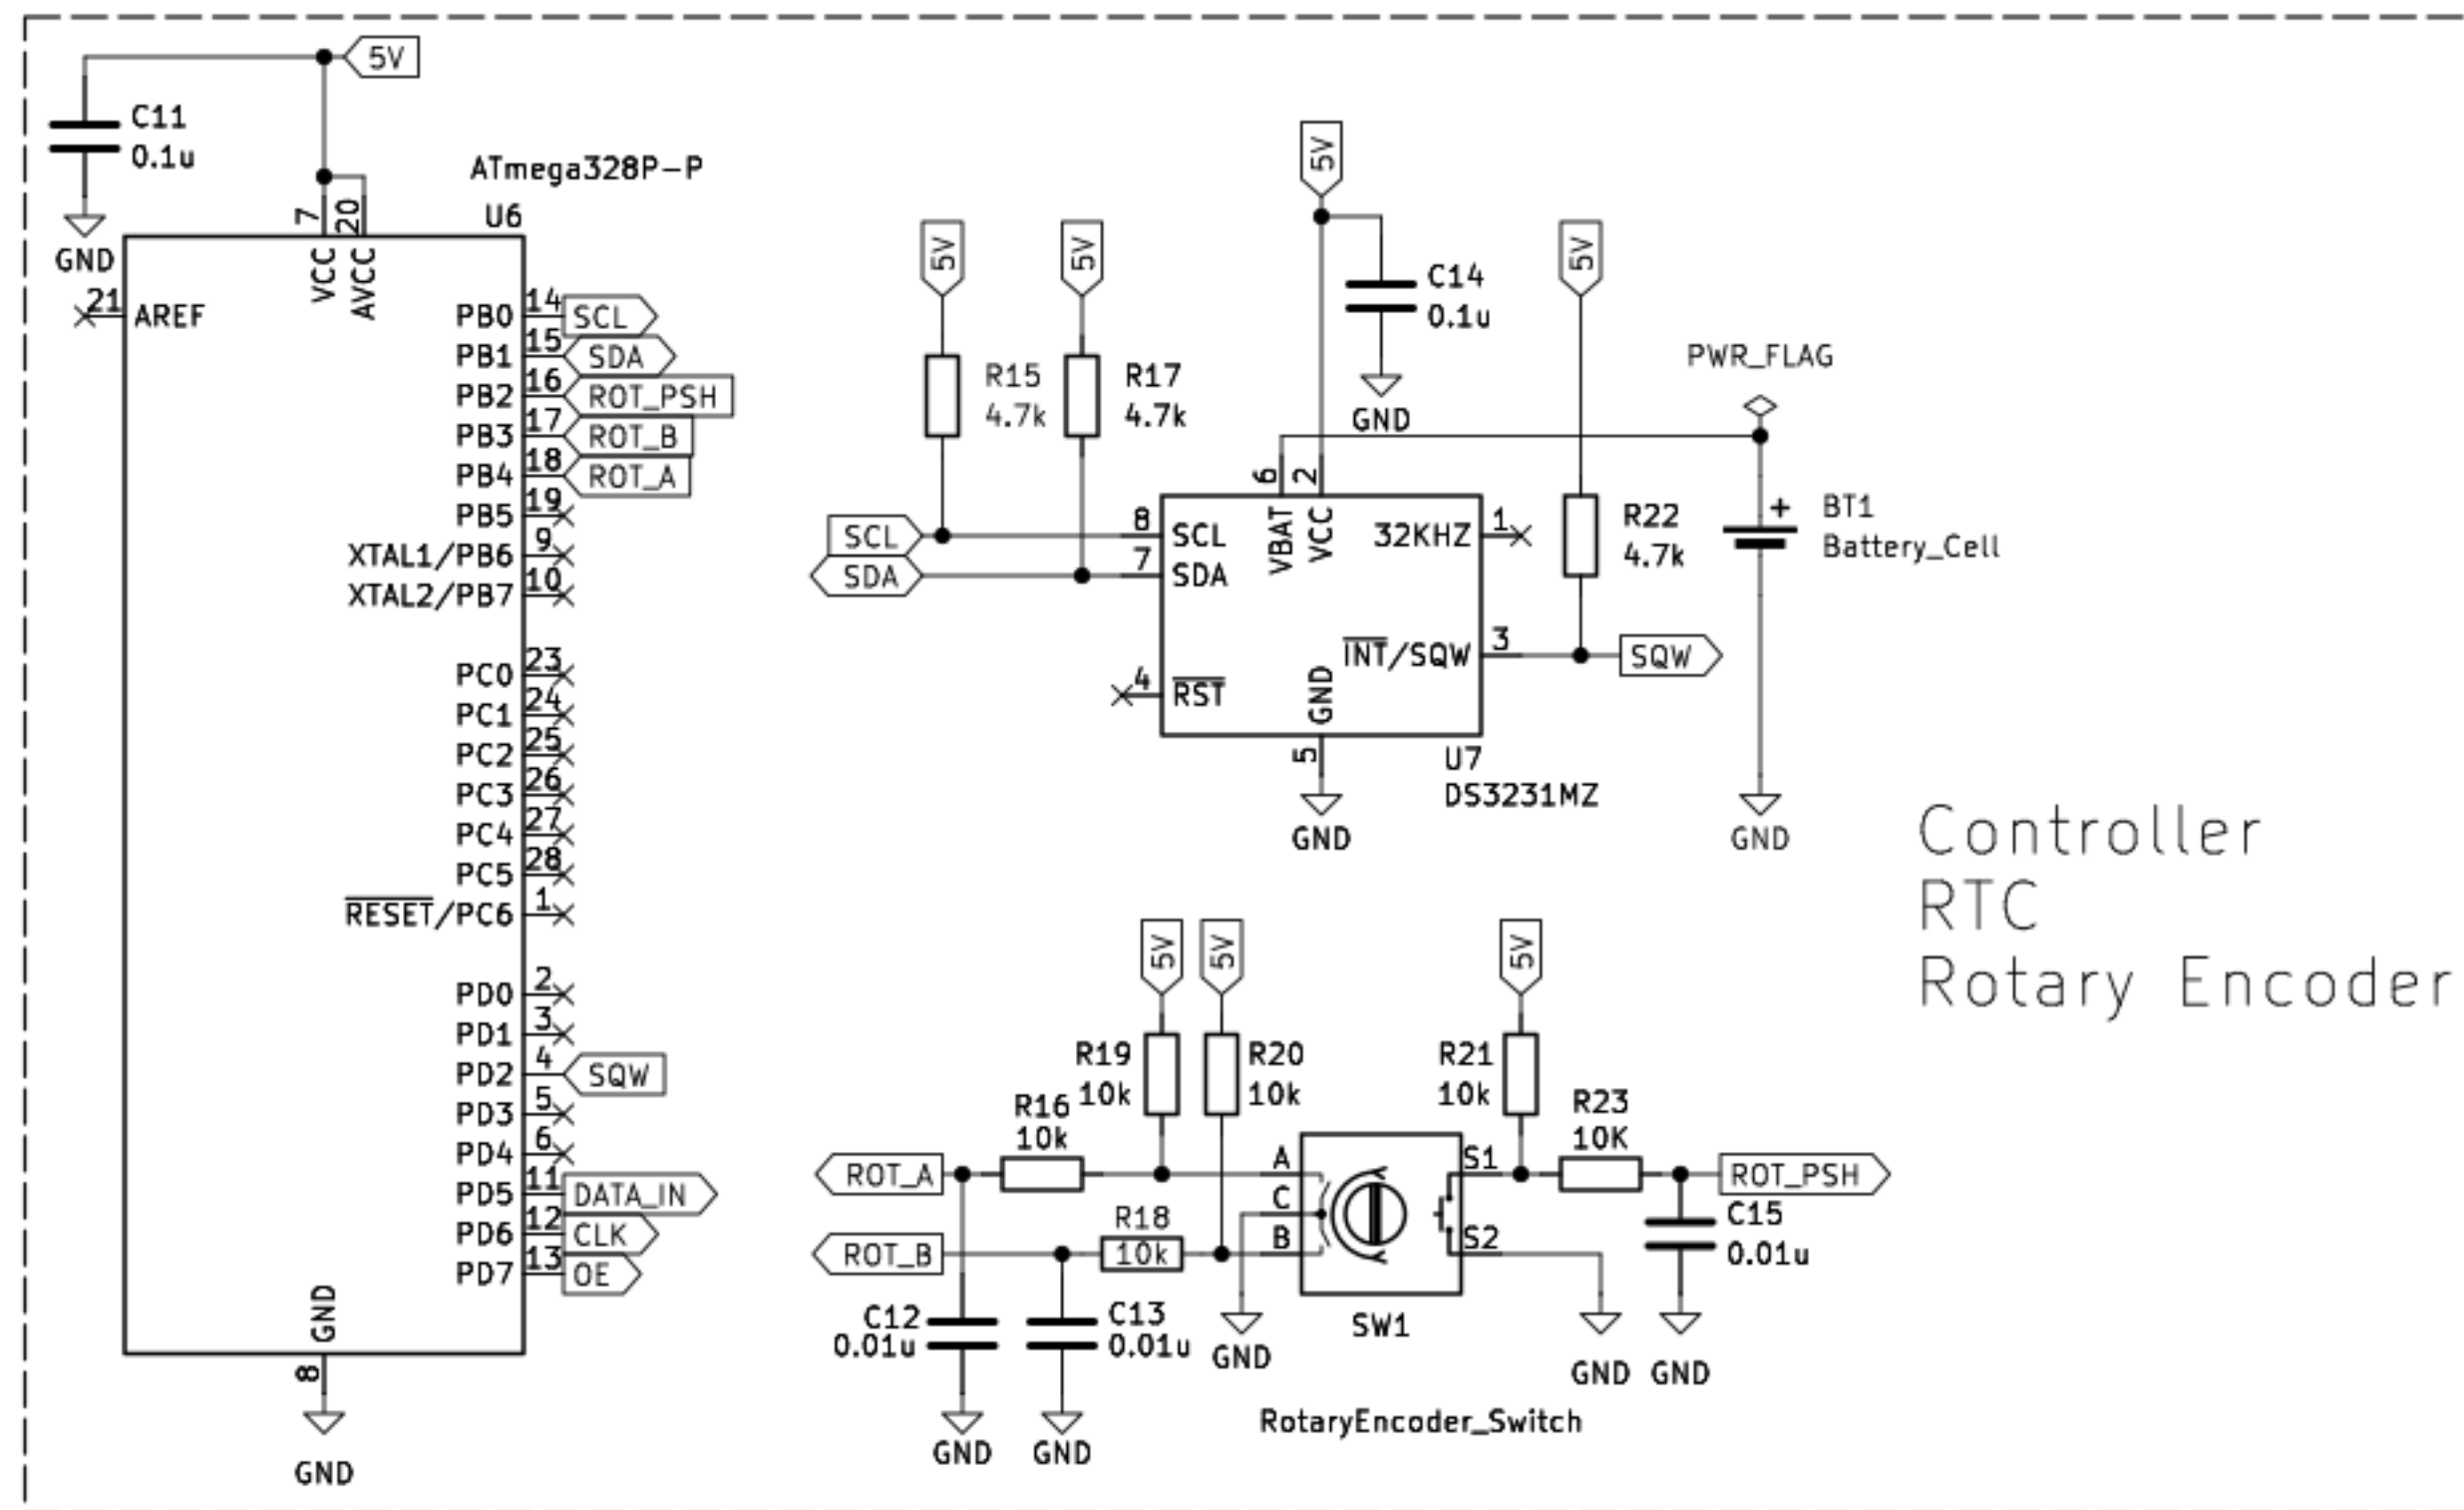 5V
C11
0.1u
GND
ATmega328P-P
U6
7
20
VCC
AVCC
21
AREF
PB0 14 SCL
PB1 15 SDA
PB2 16 ROT_PSH
PB3 17 ROT_B
PB4 18 ROT_A
PB5 19
XTAL1/PB6 9
XTAL2/PB7 10
PC0 23
PC1 24
PC2 25
PC3 26
PC4 27
PC5 28
RESET/PC6 1
PD0 2
PD1 3
PD2 4 SQW
PD3 5
PD4 6
PD5 11 DATA_IN
PD6 12 CLK
PD7 13 OE
GND
8
GND
5V
5V
5V
5V
C14
0.1u
GND
R15
4.7k
R17
4.7k
PWR_FLAG
6
2
SCL
8
SCL
SDA
7
SDA
VBAT
VCC
32KHZ
1
R22
4.7k
BT1
Battery_Cell
INT/SQW
3
SQW
4
RST
GND
5
GND
U7
DS3231MZ
GND
Controller
RTC
Rotary Encoder
5V
5V
5V
R19
10k
R20
10k
R21
10k
R16
10k
R23
10K
ROT_A
A
C
B
S1
S2
ROT_PSH
R18
10k
ROT_B
C15
0.01u
C12
0.01u
C13
0.01u
GND
SW1
GND
GND
RotaryEncoder_Switch
GND
GND